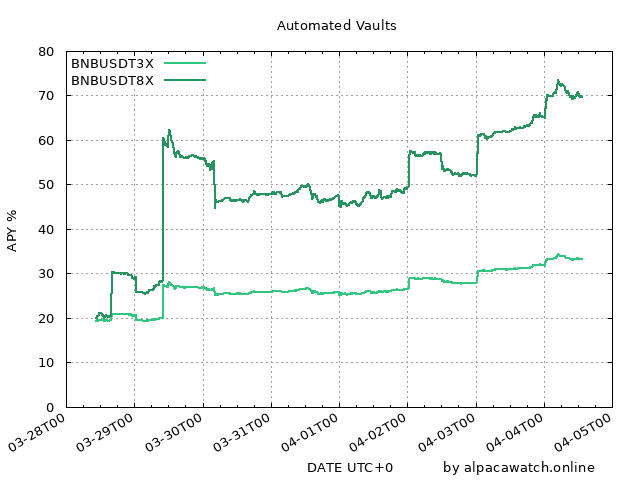 Automated Vaults
BNBUSDT3X
BNBUSDT8X
APY %
80
70
60
50
40
30
20
10
0
03-28T00
03-29T00
03-30T00
03-31T00
04-01T00
04-02T00
04-03T00
04-04T00
04-05T00
DATE UTC+0
by alpacawatch.online